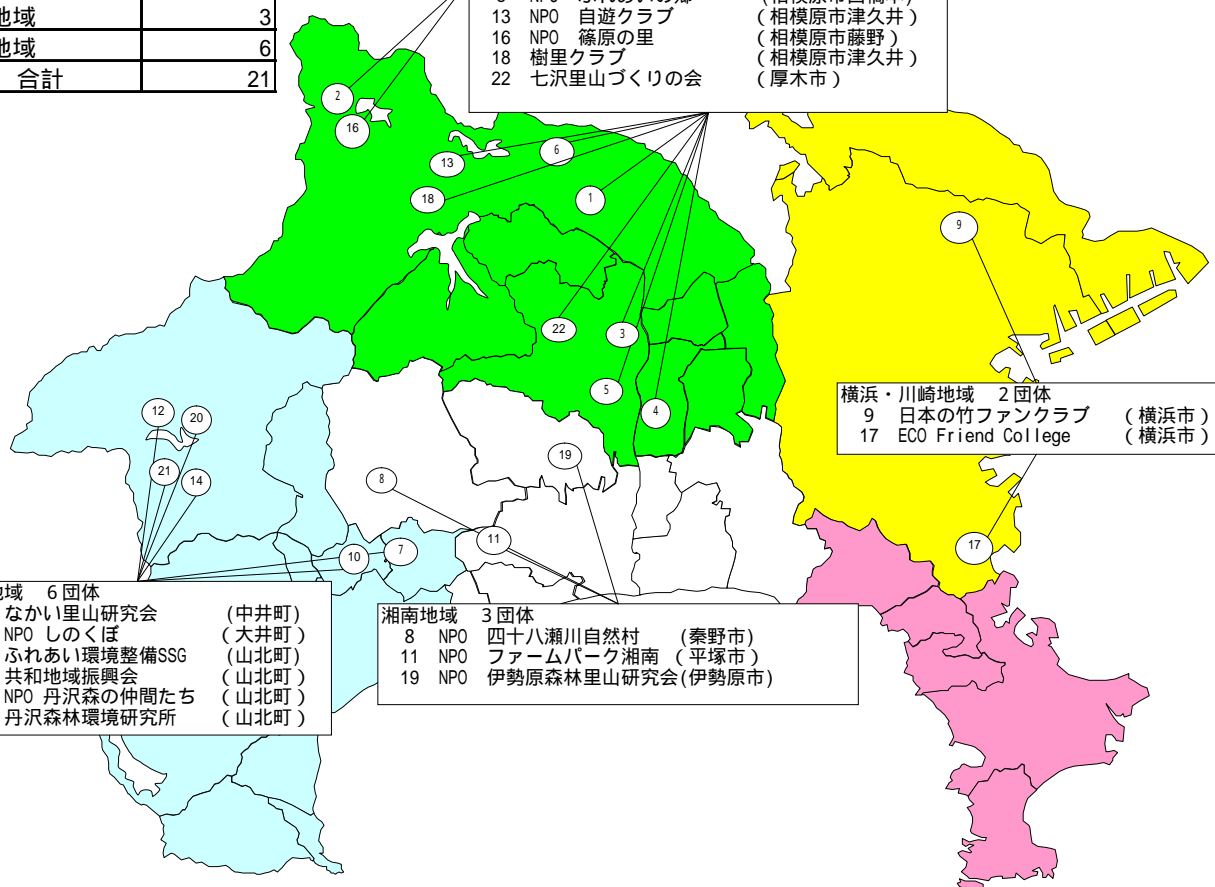 地域 3
地域 6
合計 21
13 NPO 自遊クラブ (相模原市津久井)
16 NPO 篠原の里 (相模原市藤野)
18 樹里クラブ (相模原市津久井)
22 七沢里山づくりの会 (厚木市)
2
16
13
6
18
1
9
22
3
5
4
横浜・川崎地域 2団体
9 日本の竹ファンクラブ (横浜市)
17 ECO Friend College (横浜市)
12
20
21
14
8
19
11
10
7
17
地域 6団体
なかい里山研究会 (中井町)
NPO しのくぼ (大井町)
ふれあい環境整備SSG (山北町)
共和地域振興会 (山北町)
NPO 丹沢森の仲間たち (山北町)
丹沢森林環境研究所 (山北町)
湘南地域 3団体
8 NPO 四十八瀬川自然村 (秦野市)
11 NPO ファームパーク湘南 (平塚市)
19 NPO 伊勢原森林里山研究会(伊勢原市)